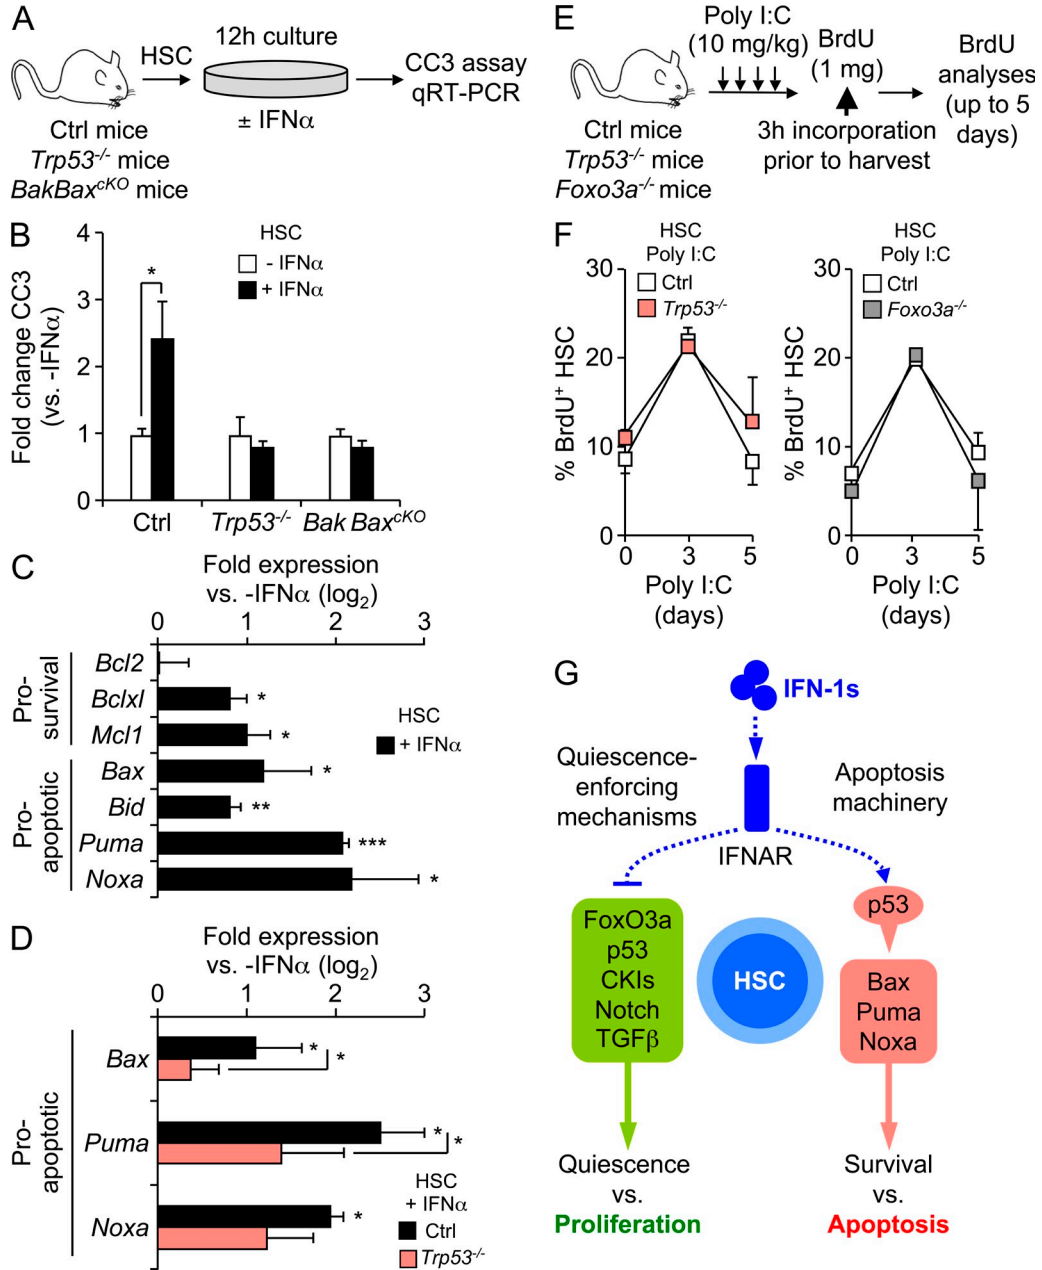 A
HSC
12h culture
± IFNα
CC3 assay
qRT-PCR
Ctrl mice
Trp53-/- mice
BakBaxcKO mice
B
Fold change CC3
(vs. -IFNα)
4
3
2
1
0
HSC
- IFNα
+ IFNα
*
Ctrl
Trp53-/-
Bak BaxcKO
C
Fold expression
vs. -IFNα (log2)
0 1 2 3
Pro-
survival
Bcl2
Bclxl *
Mcl1 *
Pro-
apoptotic
Bax *
Bid **
Puma ***
Noxa *
HSC
+ IFNα
D
Fold expression
vs. -IFNα (log2)
0 1 2 3
Pro-
apoptotic
Bax * *
Puma * *
Noxa *
HSC
+ IFNα
Ctrl
Trp53-/-
E
Poly I:C
(10 mg/kg)
BrdU
(1 mg)
BrdU
analyses
(up to 5
days)
3h incorporation
prior to harvest
Ctrl mice
Trp53-/- mice
Foxo3a-/- mice
F
HSC
Poly I:C
Ctrl
Trp53-/-
% BrdU+ HSC
30
20
10
0
0 3 5
Poly I:C
(days)
HSC
Poly I:C
Ctrl
Foxo3a-/-
% BrdU+ HSC
30
20
10
0
0 3 5
Poly I:C
(days)
G
IFN-1s
Quiescence-
enforcing
mechanisms
Apoptosis
machinery
IFNAR
FoxO3a
p53
CKIs
Notch
TGFβ
HSC
p53
Bax
Puma
Noxa
Quiescence
vs.
Proliferation
Survival
vs.
Apoptosis